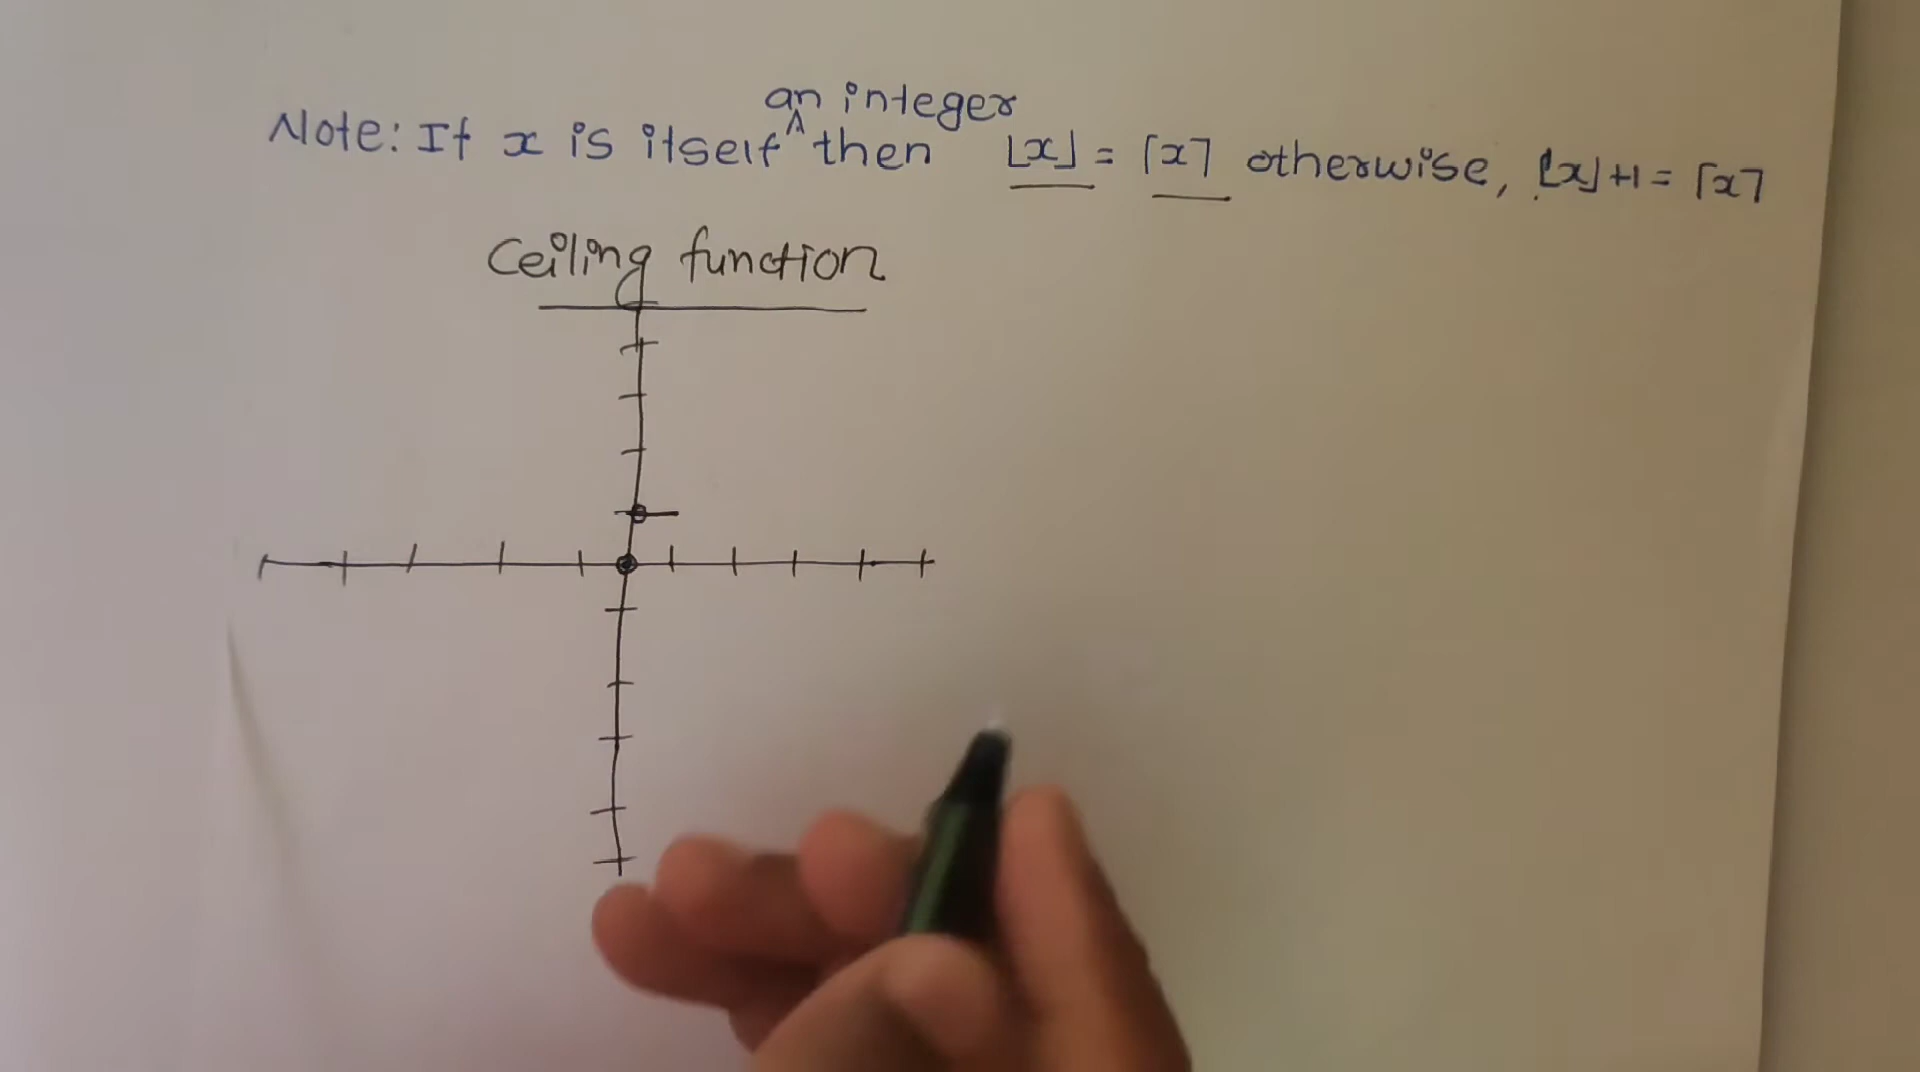 an integer
Note: If x is itself ^ then ⌊x⌋ = ⌈x⌉ otherwise, ⌊x⌋+1 = ⌈x⌉
Ceiling function